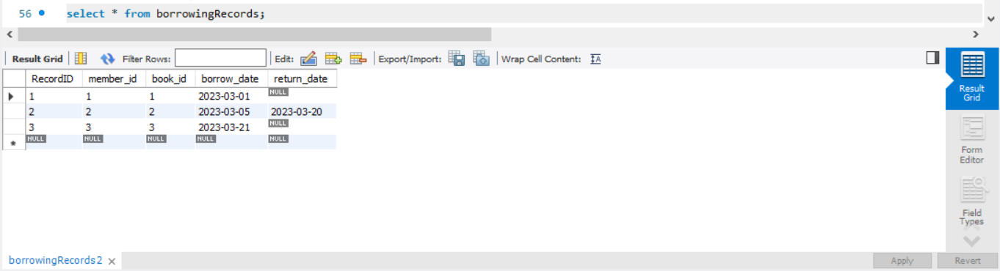 56 select * from borrowingRecords;
Result Grid Filter Rows: Edit: Export/Import: Wrap Cell Content: IA
RecordID member_id book_id borrow_date return_date
1 1 1 2023-03-01 NULL
2 2 2 2023-03-05 2023-03-20
3 3 3 2023-03-21 NULL
NULL NULL NULL NULL NULL
Result
Grid
Form
Editor
Field
Types
borrowingRecords2 ×
Apply Revert